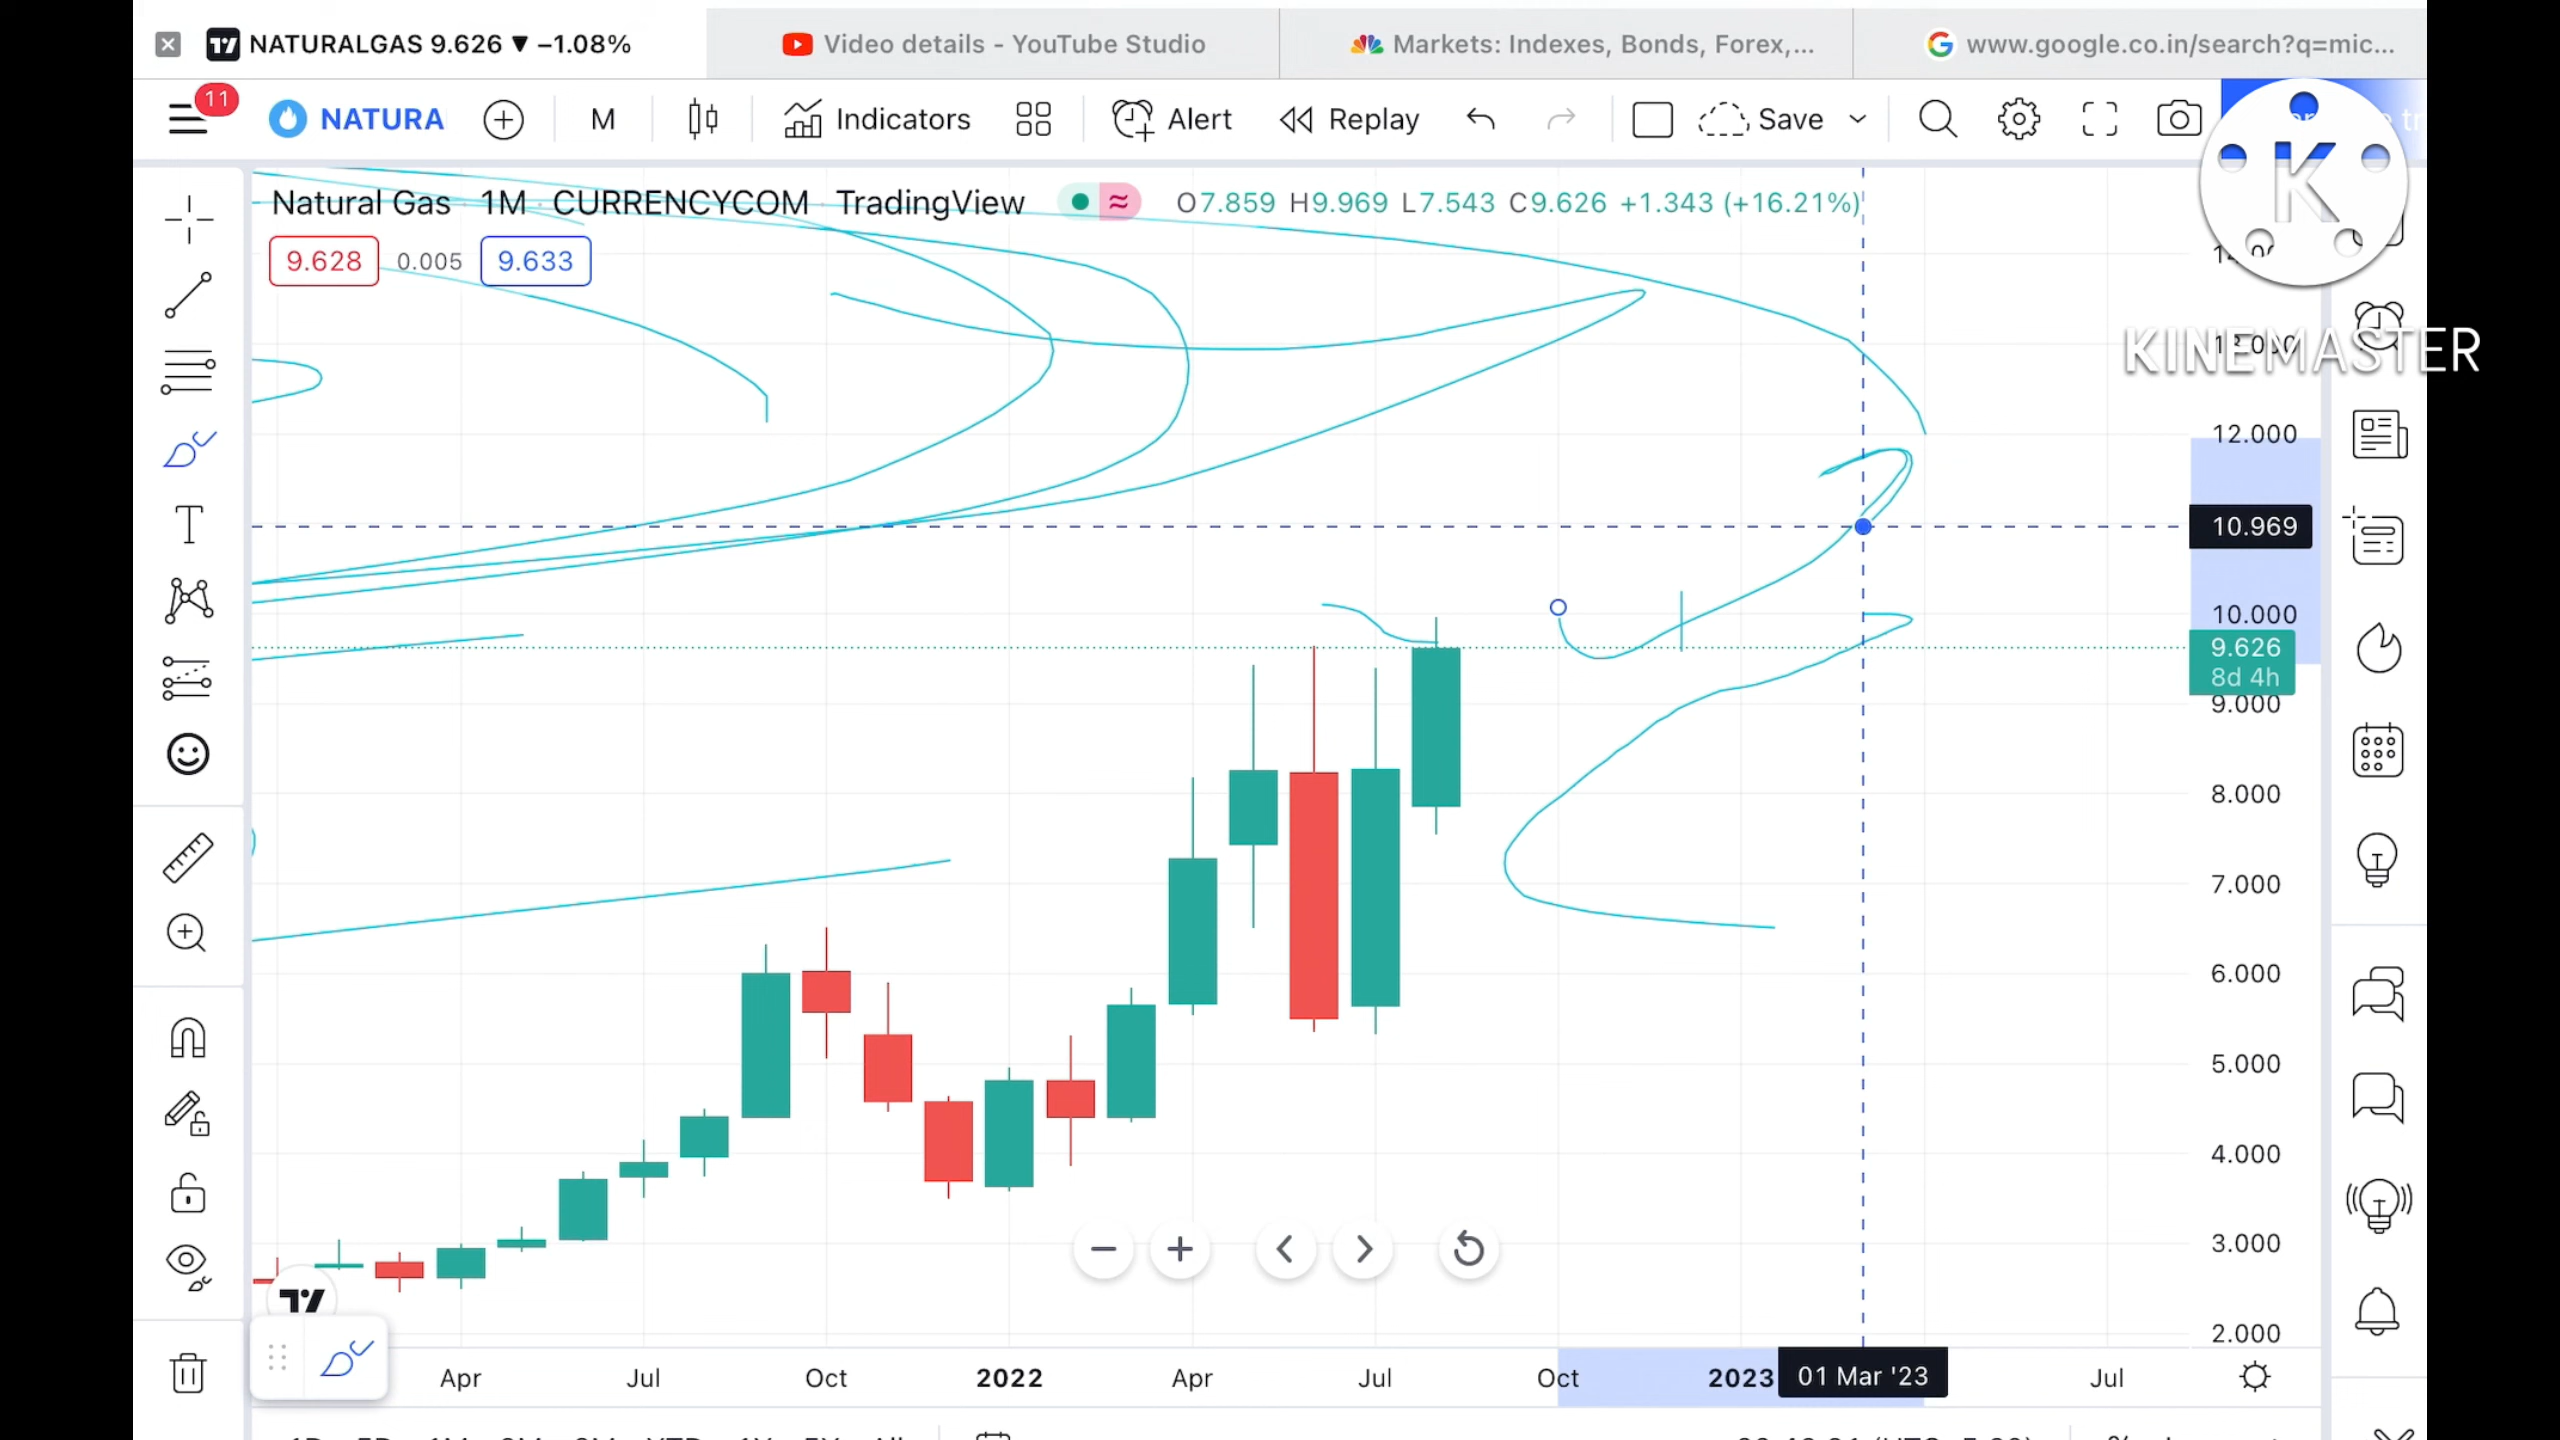 NATURALGAS 9.626 ▼ −1.08%
Video details - YouTube Studio
Markets: Indexes, Bonds, Forex,...
www.google.co.in/search?q=mic...
11
NATURA
M
Indicators
Alert
Replay
Save
K
Natural Gas · 1M · CURRENCYCOM · TradingView
O7.859 H9.969 L7.543 C9.626 +1.343 (+16.21%)
9.628 0.005 9.633
KINEMASTER
12.000
10.969
10.000
9.626
8d 4h
9.000
8.000
7.000
6.000
5.000
4.000
3.000
2.000
Apr Jul Oct 2022 Apr Jul Oct 2023 01 Mar '23 Jul